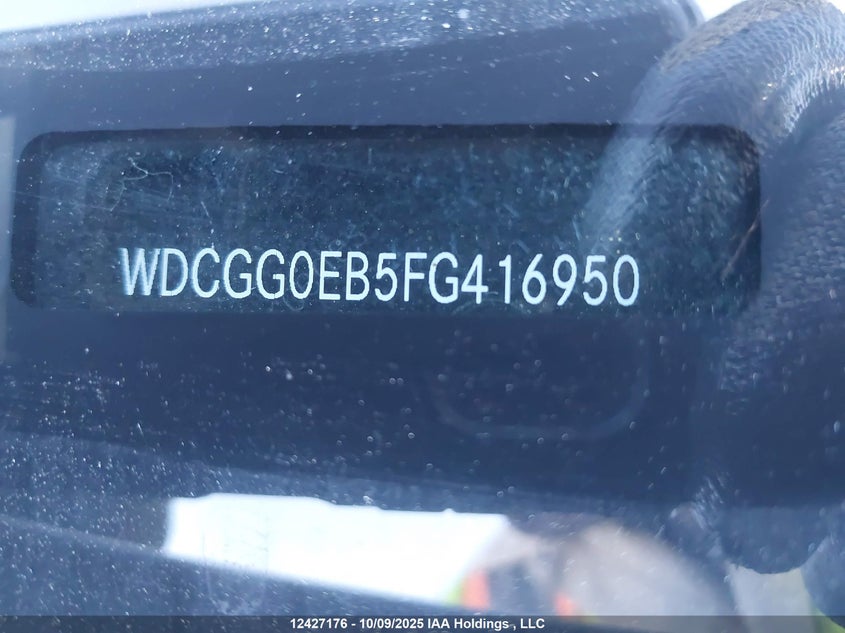 WDCGG0EB5FG416950
12427176 - 10/09/2025 IAA Holdings , LLC